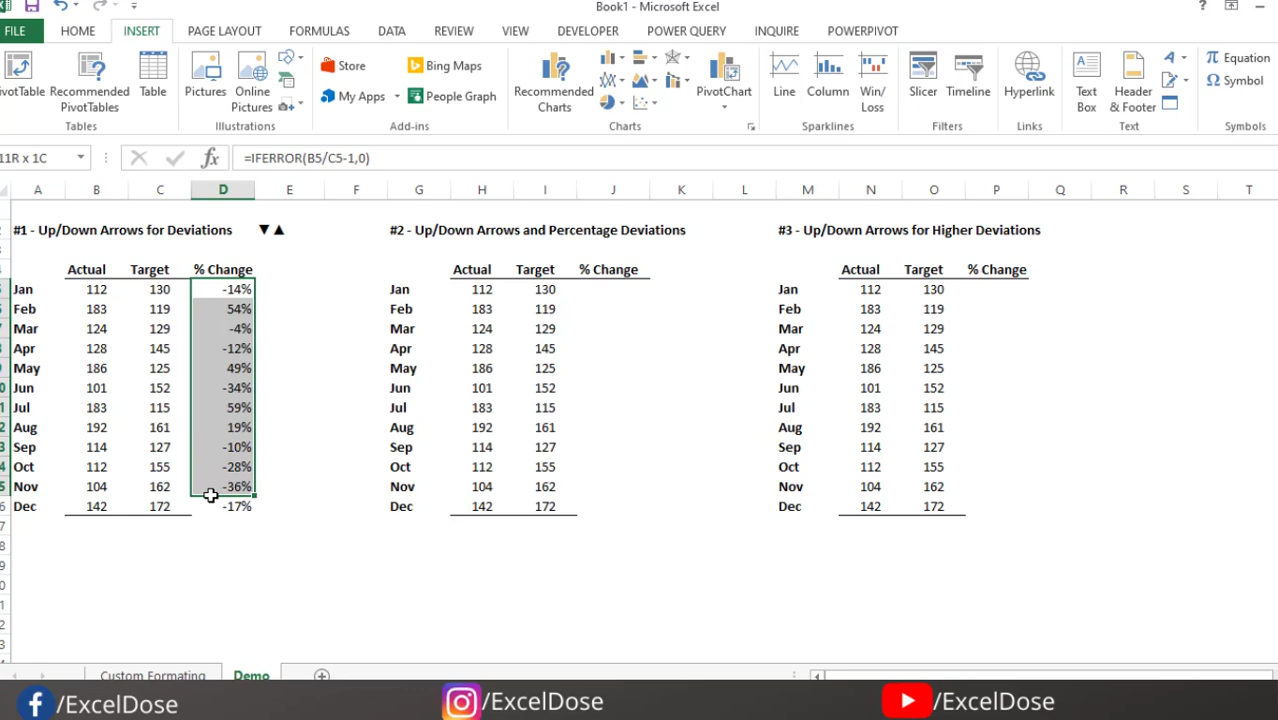 Book1 - Microsoft Excel
FILE HOME INSERT PAGE LAYOUT FORMULAS DATA REVIEW VIEW DEVELOPER POWER QUERY INQUIRE POWERPIVOT
PivotTable Recommended PivotTables Table
Pictures Online Pictures
Store My Apps
Bing Maps People Graph
Recommended Charts
PivotChart
Line Column Win/Loss
Slicer Timeline
Hyperlink
Text Box Header & Footer
π Equation
Ω Symbol
Tables Illustrations Add-ins Charts Sparklines Filters Links Text Symbols
11R x 1C fx =IFERROR(B5/C5-1,0)
A B C D E F G H I J K L M N O P Q R S T
#1 - Up/Down Arrows for Deviations ▼▲ #2 - Up/Down Arrows and Percentage Deviations #3 - Up/Down Arrows for Higher Deviations
Actual Target % Change Actual Target % Change Actual Target % Change
Jan 112 130 -14% Jan 112 130 Jan 112 130
Feb 183 119 54% Feb 183 119 Feb 183 119
Mar 124 129 -4% Mar 124 129 Mar 124 129
Apr 128 145 -12% Apr 128 145 Apr 128 145
May 186 125 49% May 186 125 May 186 125
Jun 101 152 -34% Jun 101 152 Jun 101 152
Jul 183 115 59% Jul 183 115 Jul 183 115
Aug 192 161 19% Aug 192 161 Aug 192 161
Sep 114 127 -10% Sep 114 127 Sep 114 127
Oct 112 155 -28% Oct 112 155 Oct 112 155
Nov 104 162 -36% Nov 104 162 Nov 104 162
Dec 142 172 -17% Dec 142 172 Dec 142 172
Custom Formating Demo
/ExcelDose /ExcelDose /ExcelDose